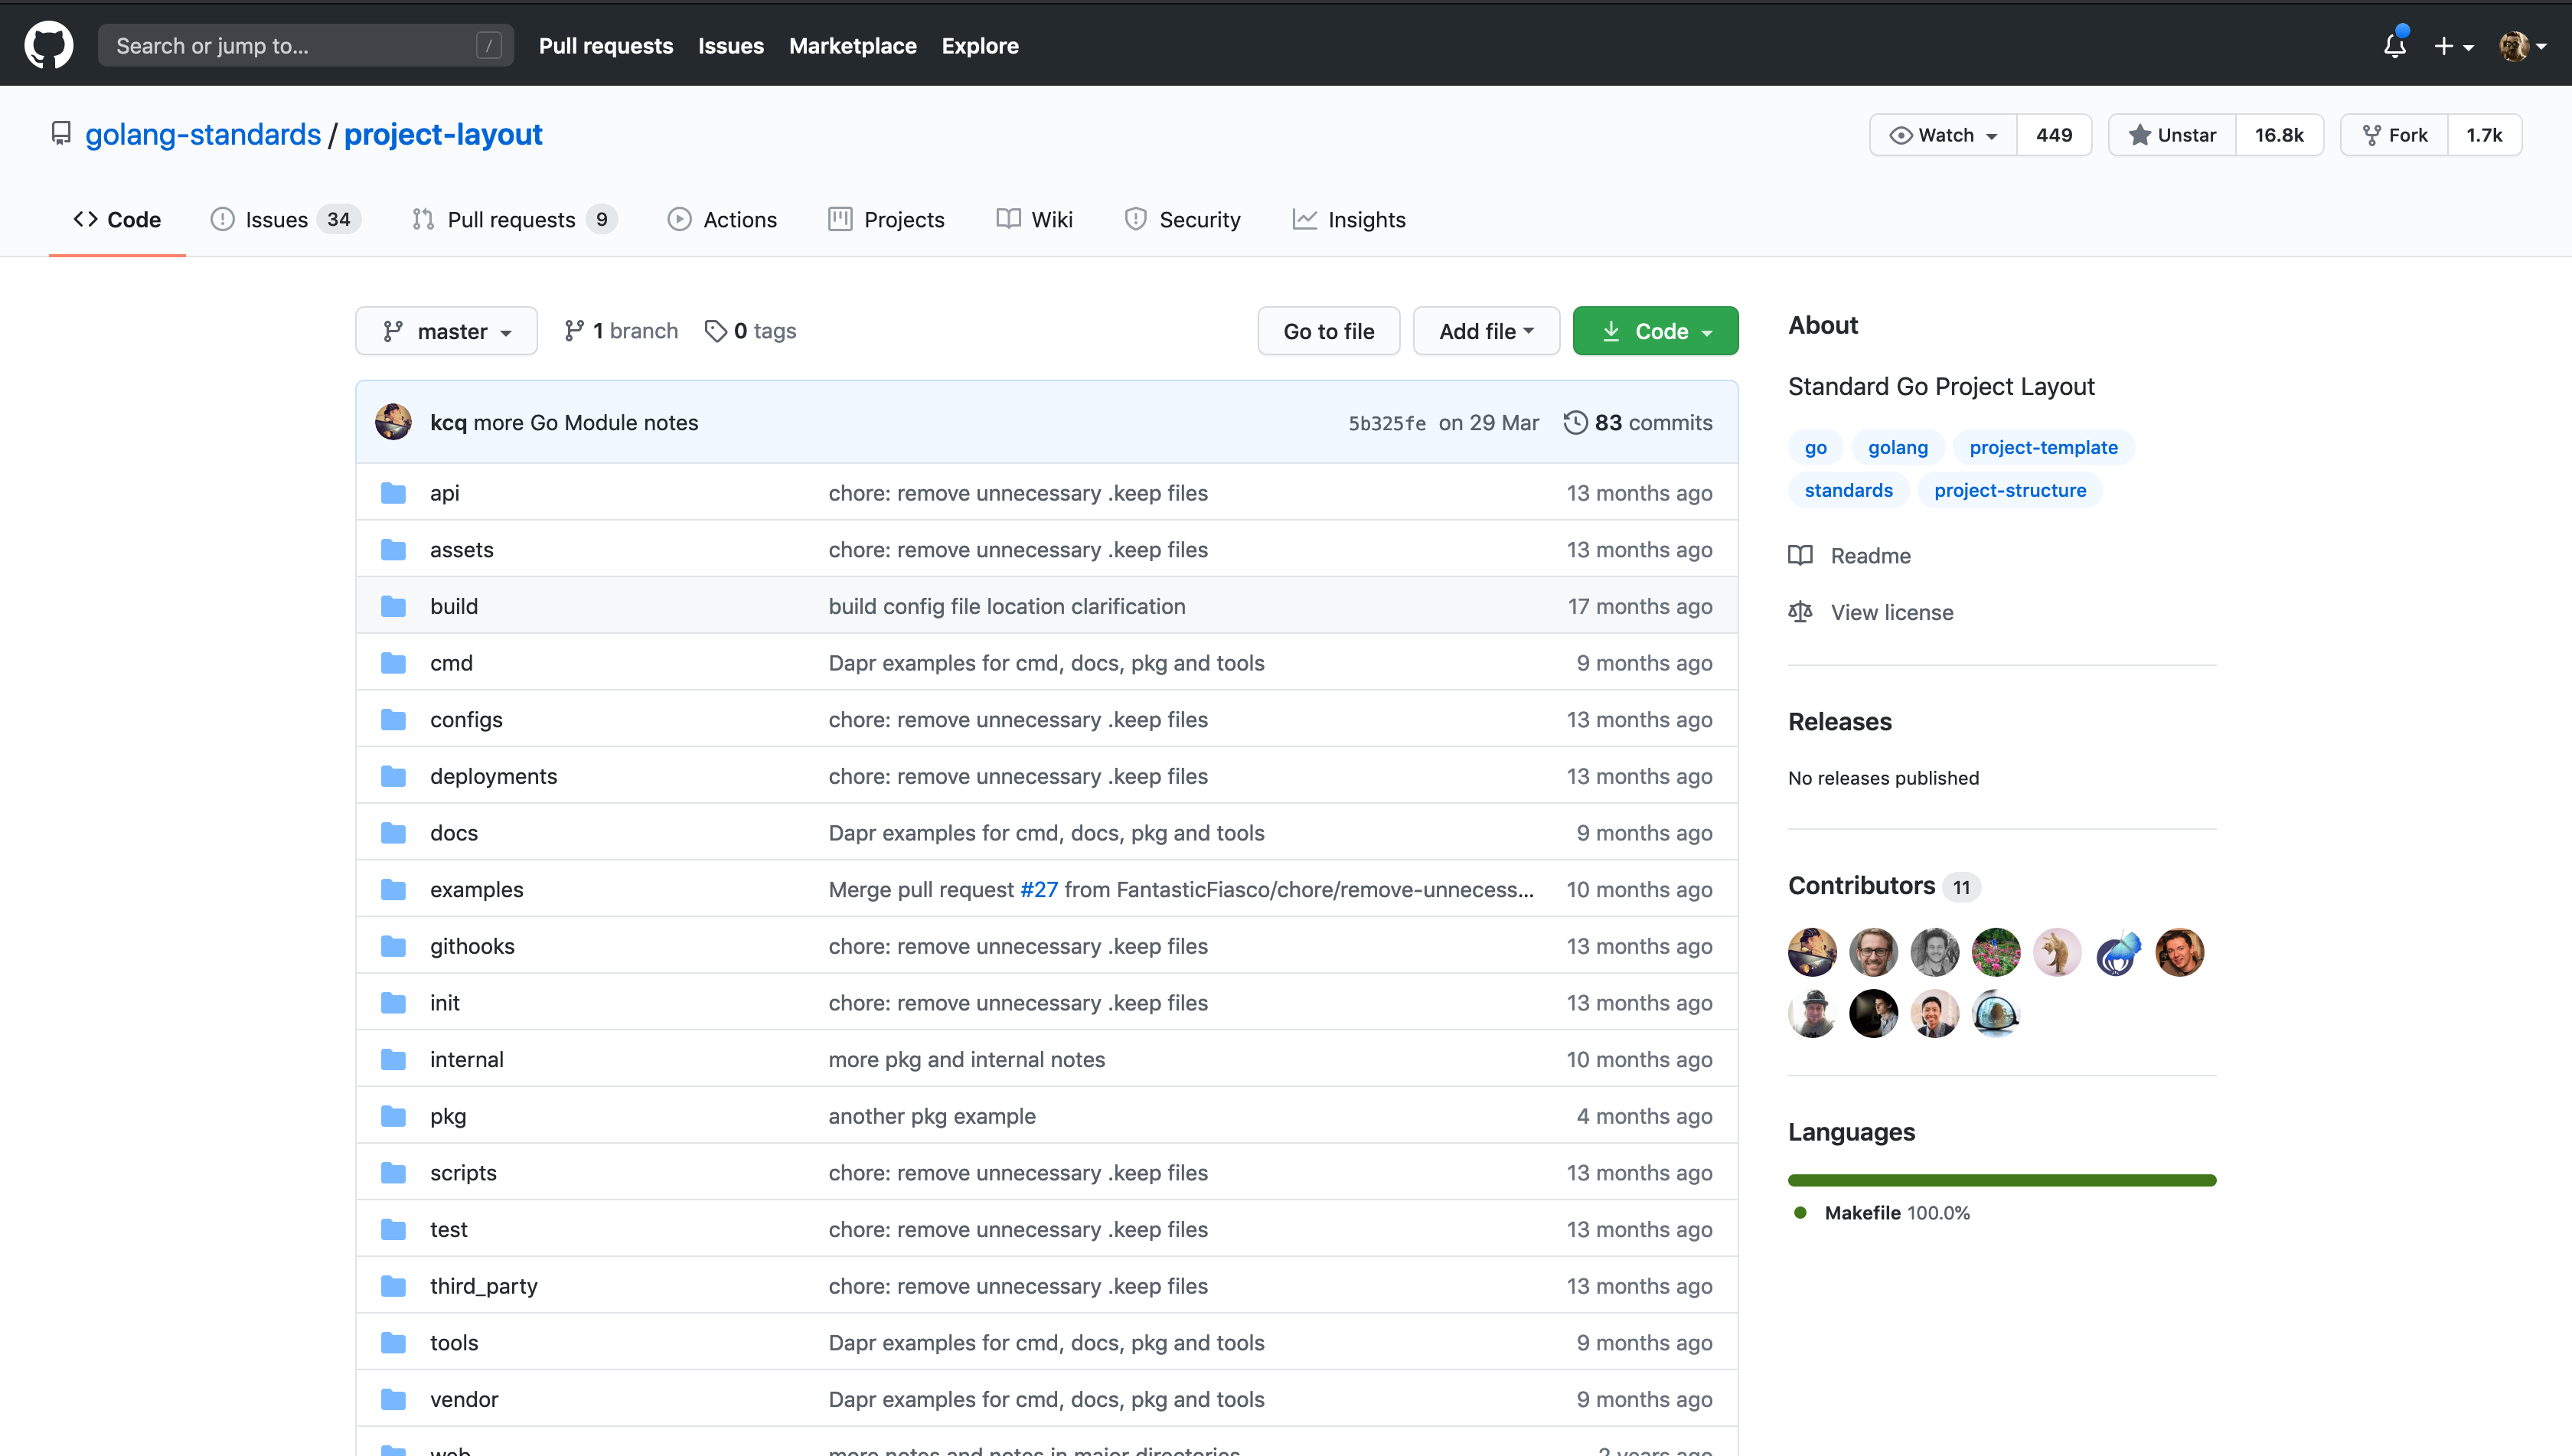 Search or jump to... /
Pull requests Issues Marketplace Explore
golang-standards / project-layout
Watch 449 Unstar 16.8k Fork 1.7k
Code Issues 34 Pull requests 9 Actions Projects Wiki Security Insights
master 1 branch 0 tags Go to file Add file Code
kcq more Go Module notes 5b325fe on 29 Mar 83 commits
api chore: remove unnecessary .keep files 13 months ago
assets chore: remove unnecessary .keep files 13 months ago
build build config file location clarification 17 months ago
cmd Dapr examples for cmd, docs, pkg and tools 9 months ago
configs chore: remove unnecessary .keep files 13 months ago
deployments chore: remove unnecessary .keep files 13 months ago
docs Dapr examples for cmd, docs, pkg and tools 9 months ago
examples Merge pull request #27 from FantasticFiasco/chore/remove-unnecess... 10 months ago
githooks chore: remove unnecessary .keep files 13 months ago
init chore: remove unnecessary .keep files 13 months ago
internal more pkg and internal notes 10 months ago
pkg another pkg example 4 months ago
scripts chore: remove unnecessary .keep files 13 months ago
test chore: remove unnecessary .keep files 13 months ago
third_party chore: remove unnecessary .keep files 13 months ago
tools Dapr examples for cmd, docs, pkg and tools 9 months ago
vendor Dapr examples for cmd, docs, pkg and tools 9 months ago
web more notes and notes in major directories 2 years ago
About
Standard Go Project Layout
go golang project-template
standards project-structure
Readme
View license
Releases
No releases published
Contributors 11
Languages
Makefile 100.0%